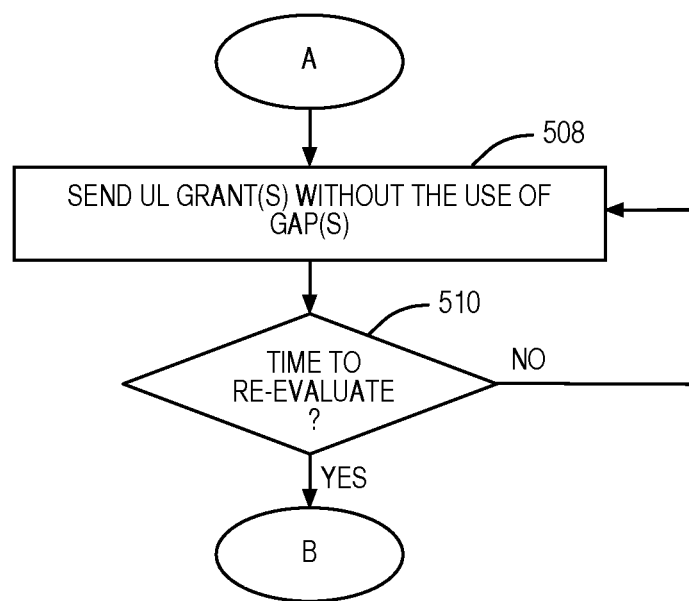 A
508
SEND UL GRANT(S) WITHOUT THE USE OF
GAP(S)
510
TIME TO
RE-EVALUATE
?
NO
YES
B